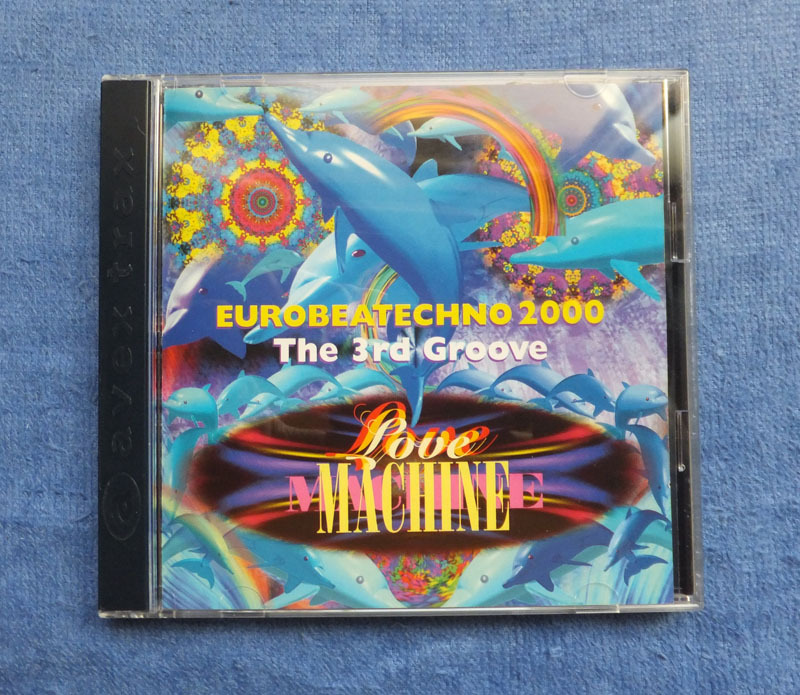 EUROBEATECHNO 2000
The 3rd Groove
Love
MACHINE
avex trax